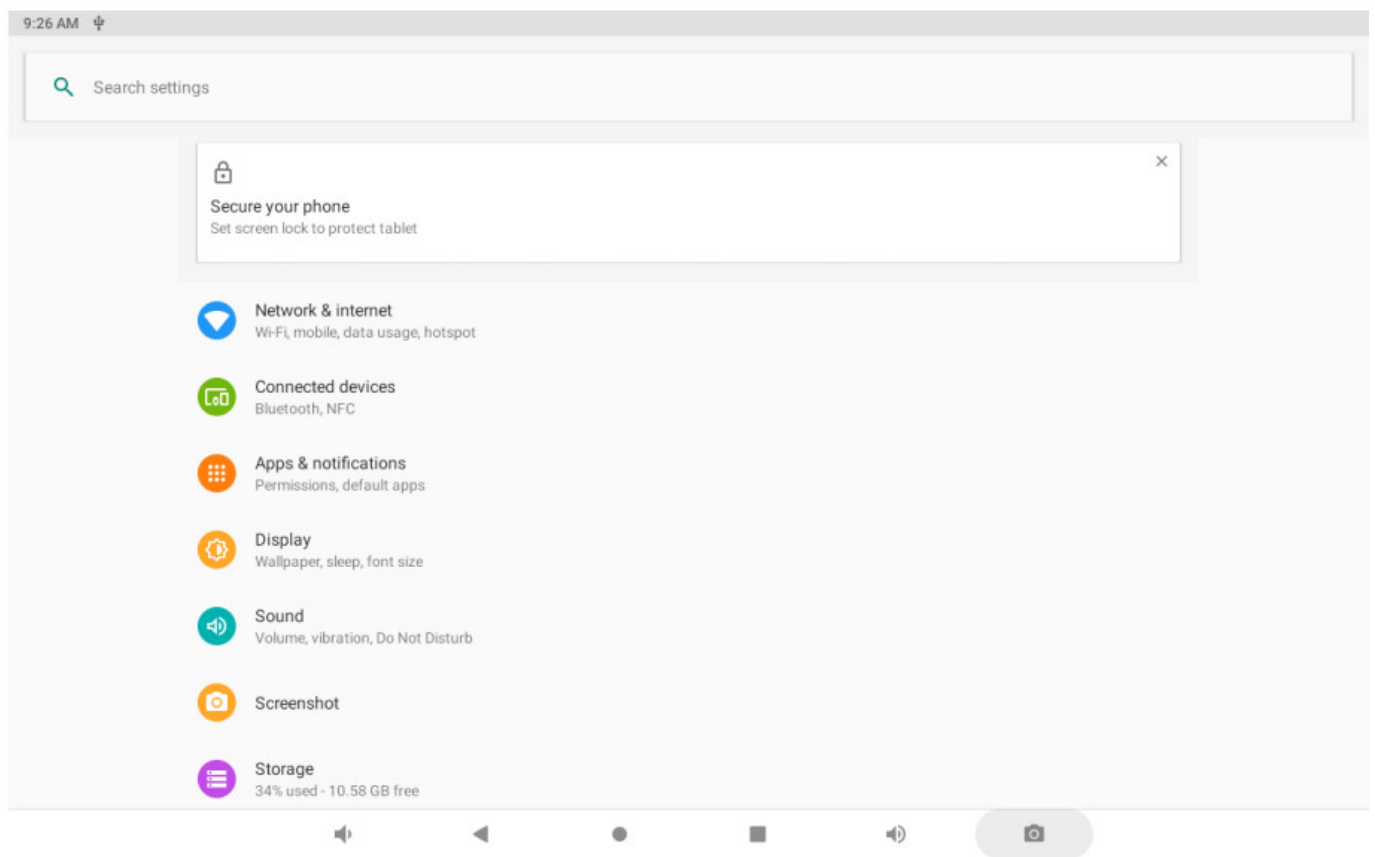 9:26 AM
Search settings
Secure your phone
Set screen lock to protect tablet
Network & internet
Wi-Fi, mobile, data usage, hotspot
Connected devices
Bluetooth, NFC
Apps & notifications
Permissions, default apps
Display
Wallpaper, sleep, font size
Sound
Volume, vibration, Do Not Disturb
Screenshot
Storage
34% used - 10.58 GB free